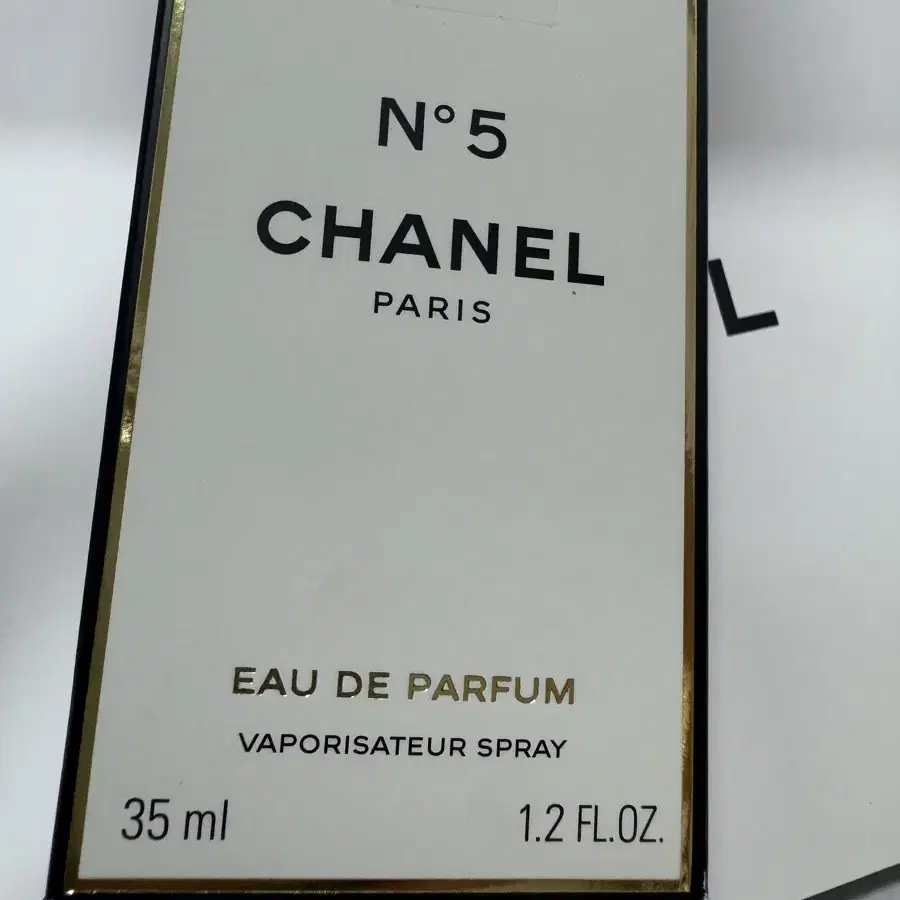 N°5
CHANEL
PARIS
L
EAU DE PARFUM
VAPORISATEUR SPRAY
35 ml
1.2 FL.OZ.